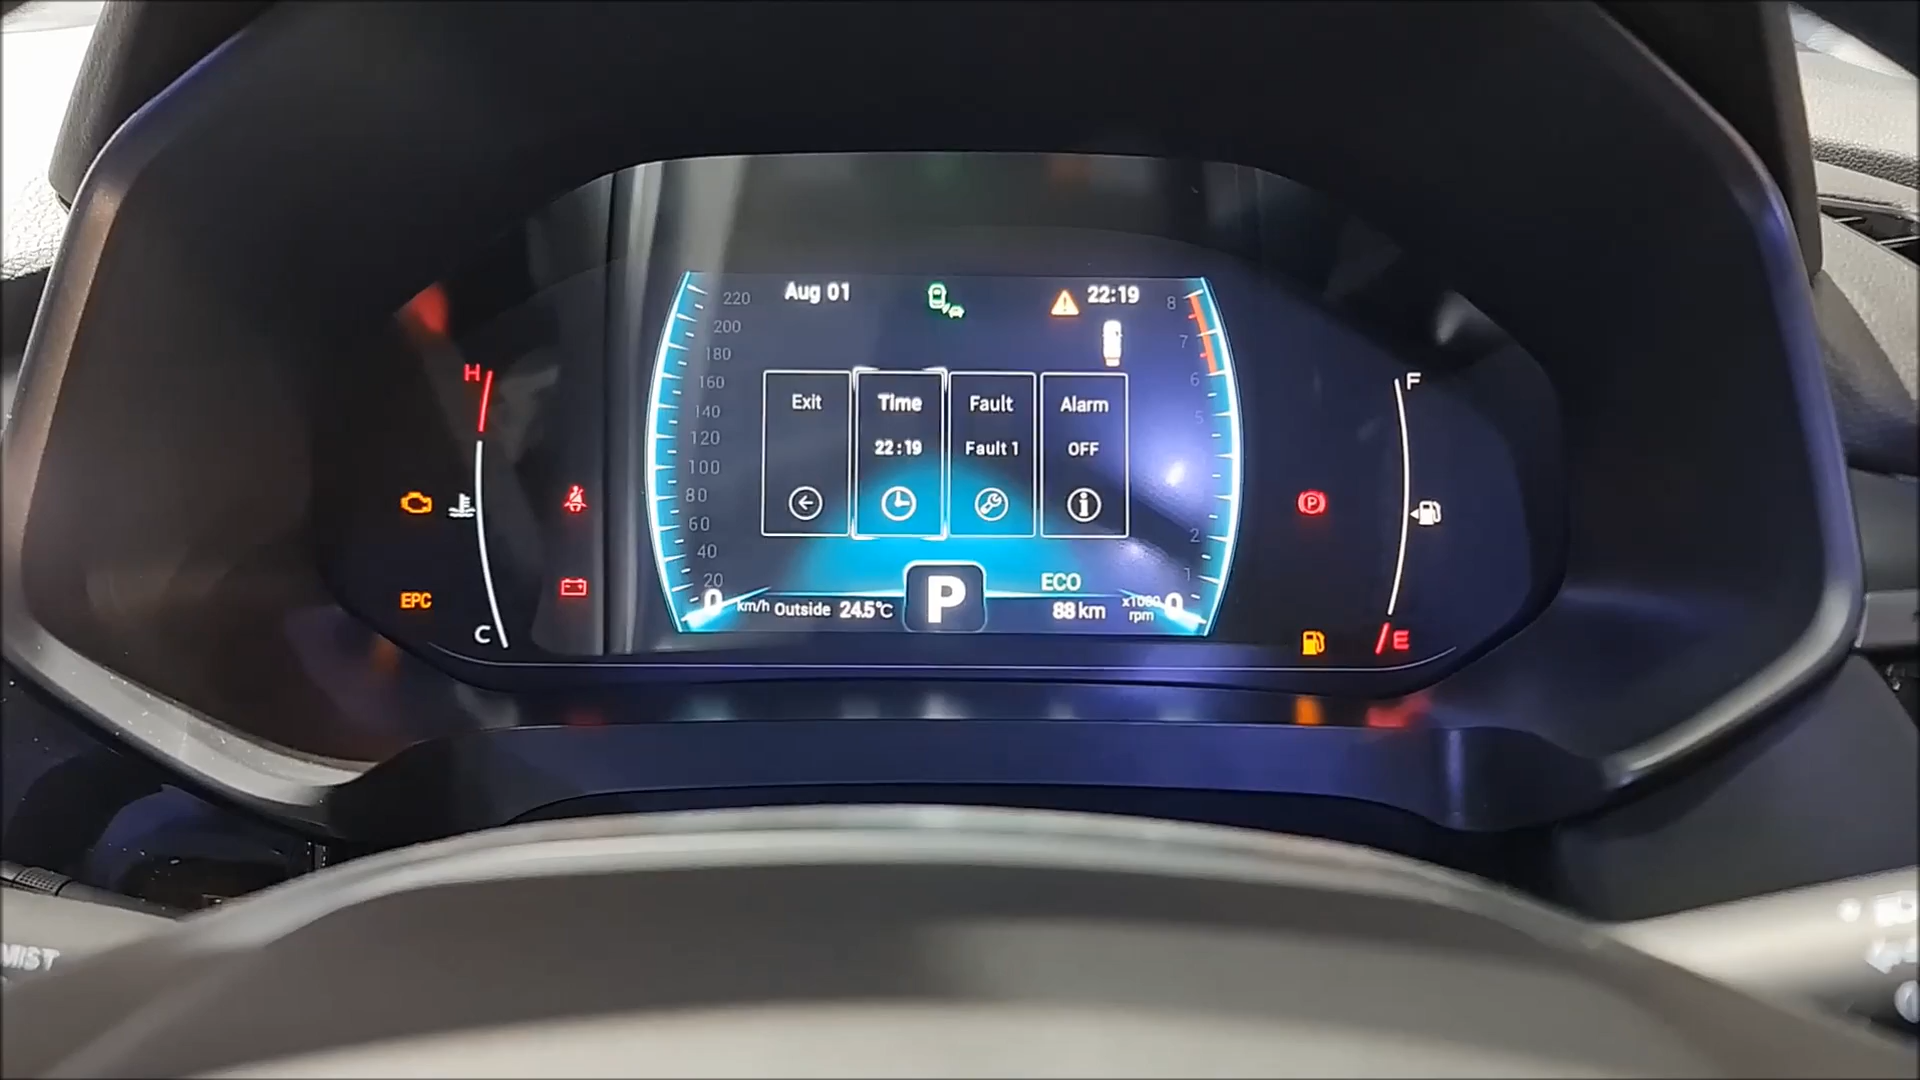 Aug 01
22:19
220
200
180
160
140
120
100
80
60
40
20
0
km/h
8
7
6
5
2
1
0
x1000
rpm
Exit
Time
Fault
Alarm
22:19
Fault 1
OFF
i
P
ECO
Outside 24.5°C
88 km
H
C
EPC
P
F
E
MIST